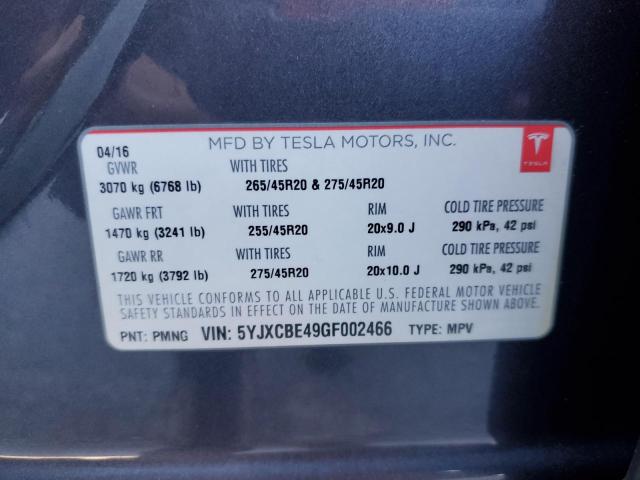 MFD BY TESLA MOTORS, INC.
TESLA
04/16
GVWR WITH TIRES
3070 kg (6768 lb) 265/45R20 & 275/45R20
GAWR FRT WITH TIRES RIM COLD TIRE PRESSURE
1470 kg (3241 lb) 255/45R20 20x9.0 J 290 kPa, 42 psi
GAWR RR WITH TIRES RIM COLD TIRE PRESSURE
1720 kg (3792 lb) 275/45R20 20x10.0 J 290 kPa, 42 psi
THIS VEHICLE CONFORMS TO ALL APPLICABLE U.S. FEDERAL MOTOR VEHICLE
SAFETY STANDARDS IN EFFECT ON THE DATE OF MANUFACTURE SHOWN ABOVE.
PNT: PMNG VIN: 5YJXCBE49GF002466 TYPE: MPV